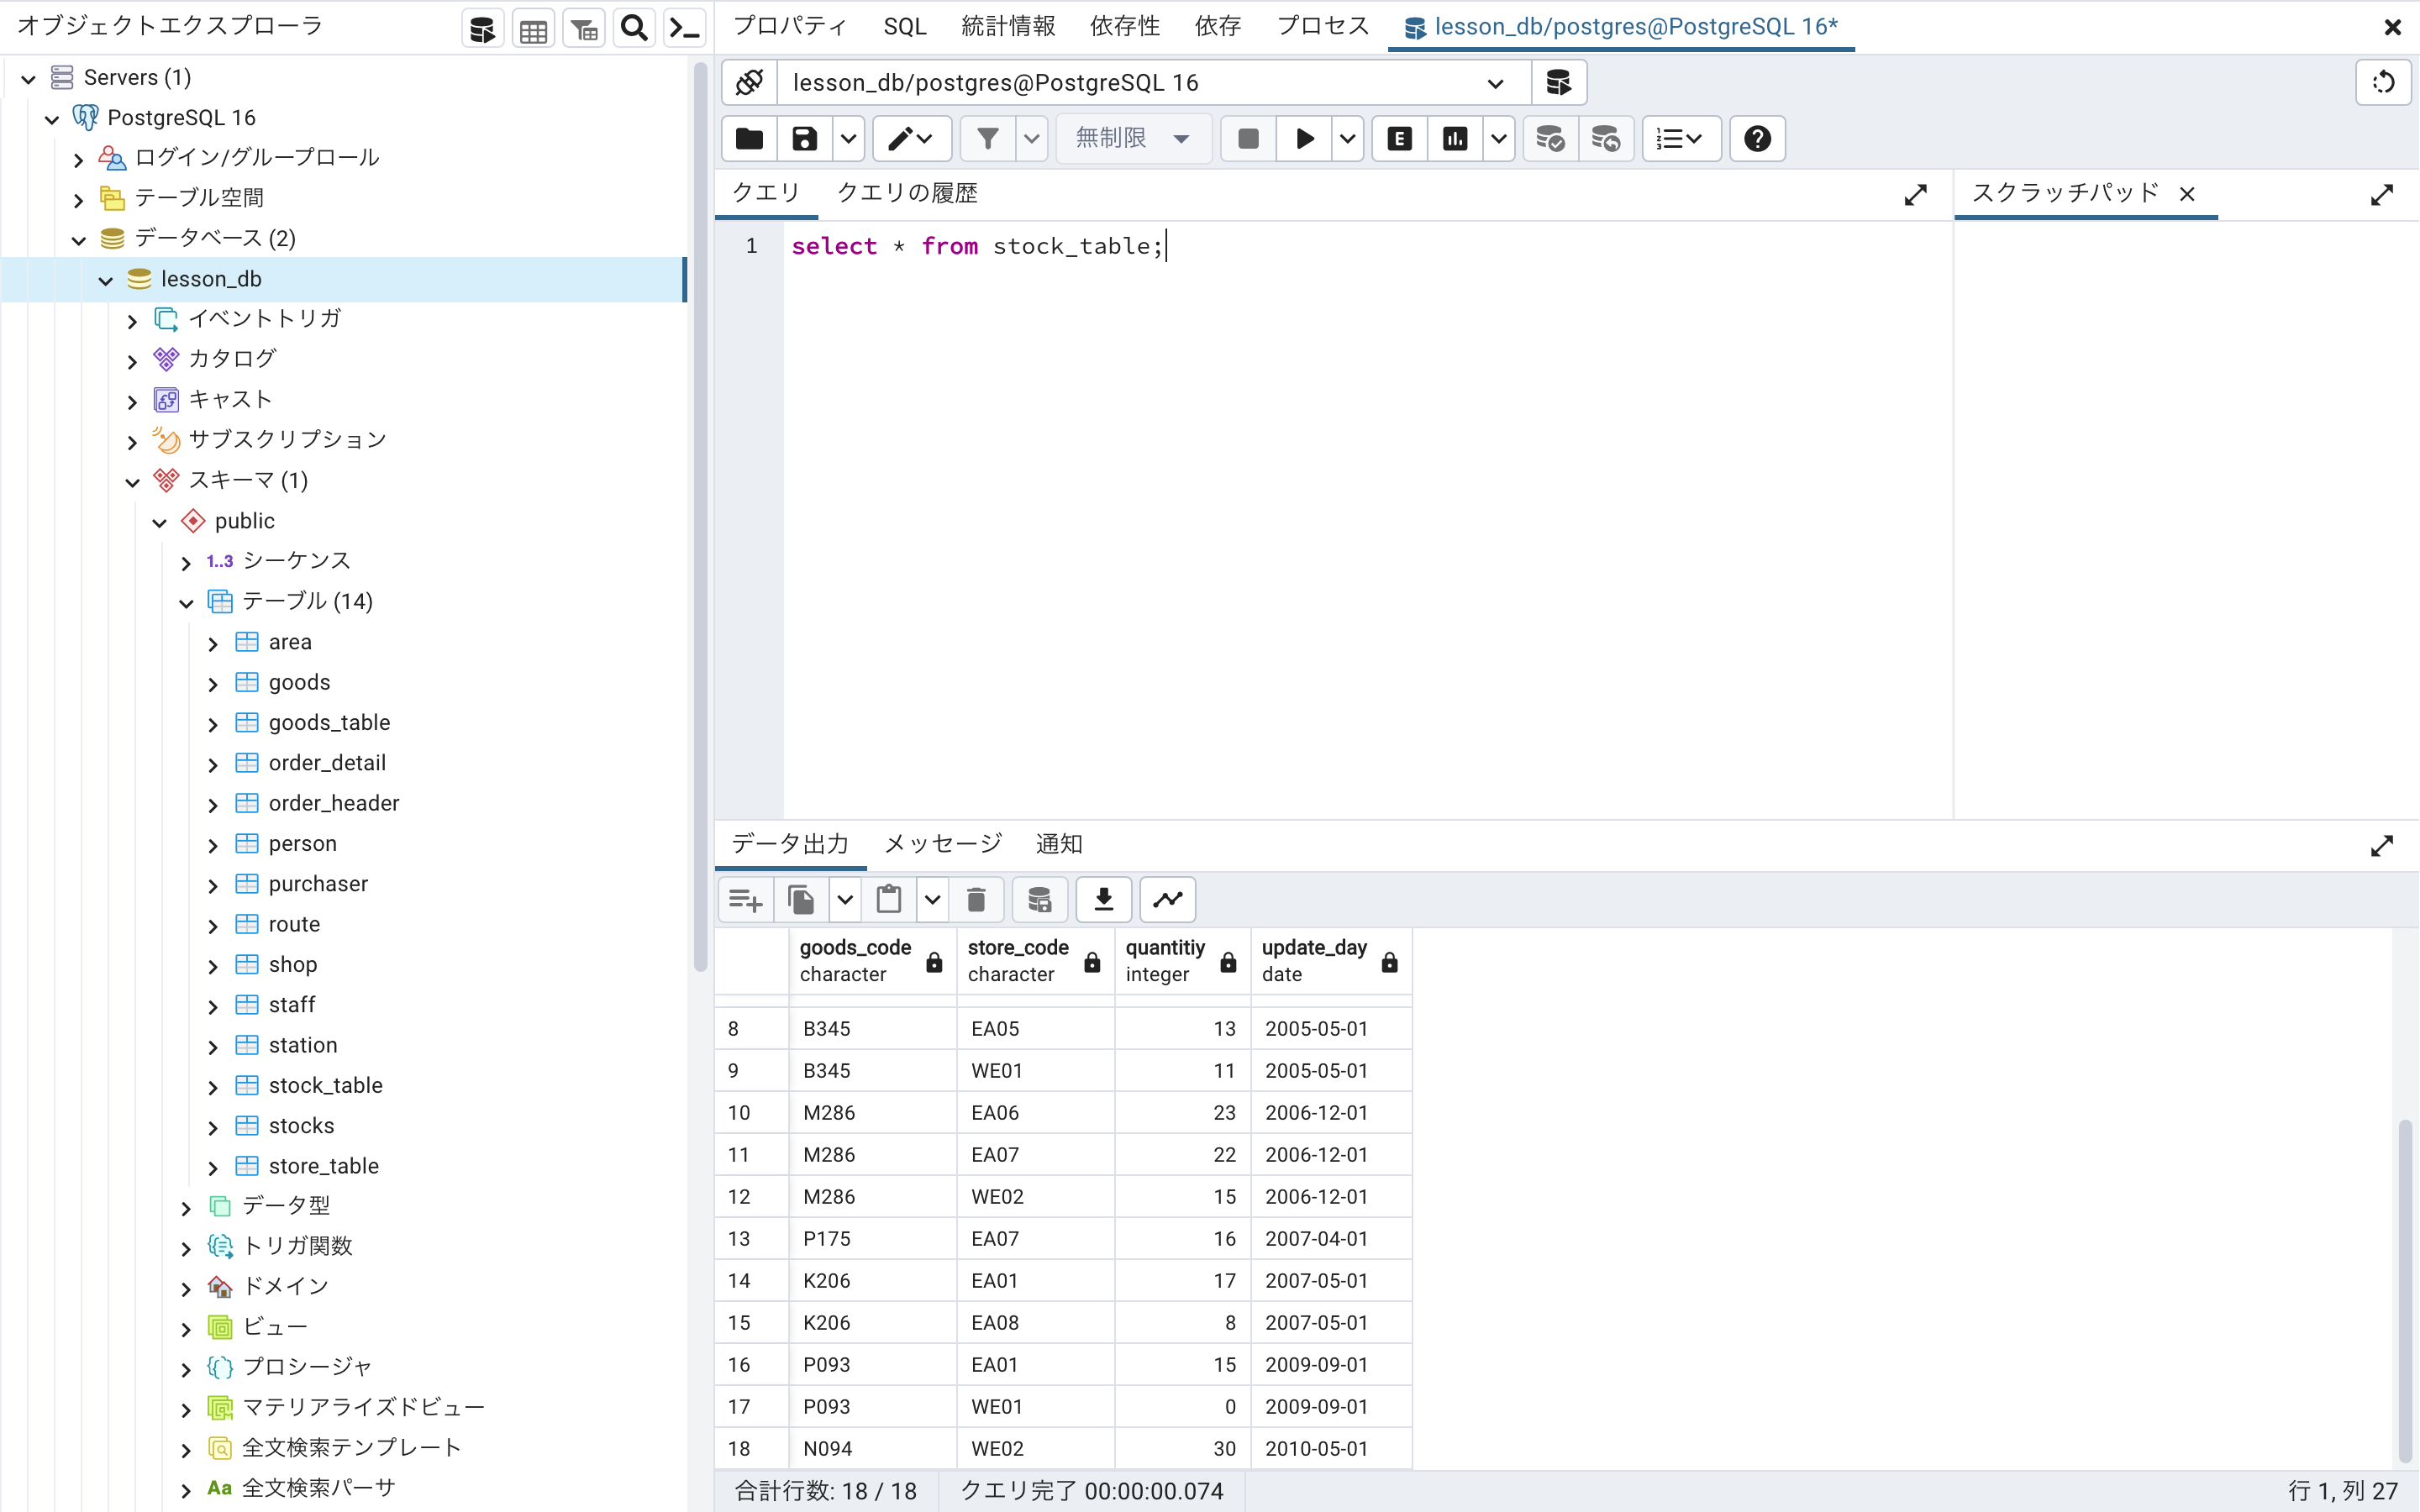 オブジェクトエクスプローラ
Servers (1)
PostgreSQL 16
ログイン/グループロール
テーブル空間
データベース (2)
lesson_db
イベントトリガ
カタログ
キャスト
サブスクリプション
スキーマ (1)
public
1..3 シーケンス
テーブル (14)
area
goods
goods_table
order_detail
order_header
person
purchaser
route
shop
staff
station
stock_table
stocks
store_table
データ型
トリガ関数
ドメイン
ビュー
プロシージャ
マテリアライズドビュー
全文検索テンプレート
Aa 全文検索パーサ
プロパティ SQL 統計情報 依存性 依存 プロセス lesson_db/postgres@PostgreSQL 16*
lesson_db/postgres@PostgreSQL 16
無制限 E
クエリ クエリの履歴
スクラッチパッド
1 select * from stock_table;
データ出力 メッセージ 通知
goods_code store_code quantitiy update_day
character character integer date
8 B345 EA05 13 2005-05-01
9 B345 WE01 11 2005-05-01
10 M286 EA06 23 2006-12-01
11 M286 EA07 22 2006-12-01
12 M286 WE02 15 2006-12-01
13 P175 EA07 16 2007-04-01
14 K206 EA01 17 2007-05-01
15 K206 EA08 8 2007-05-01
16 P093 EA01 15 2009-09-01
17 P093 WE01 0 2009-09-01
18 N094 WE02 30 2010-05-01
合計行数: 18 / 18 クエリ完了 00:00:00.074 行 1, 列 27